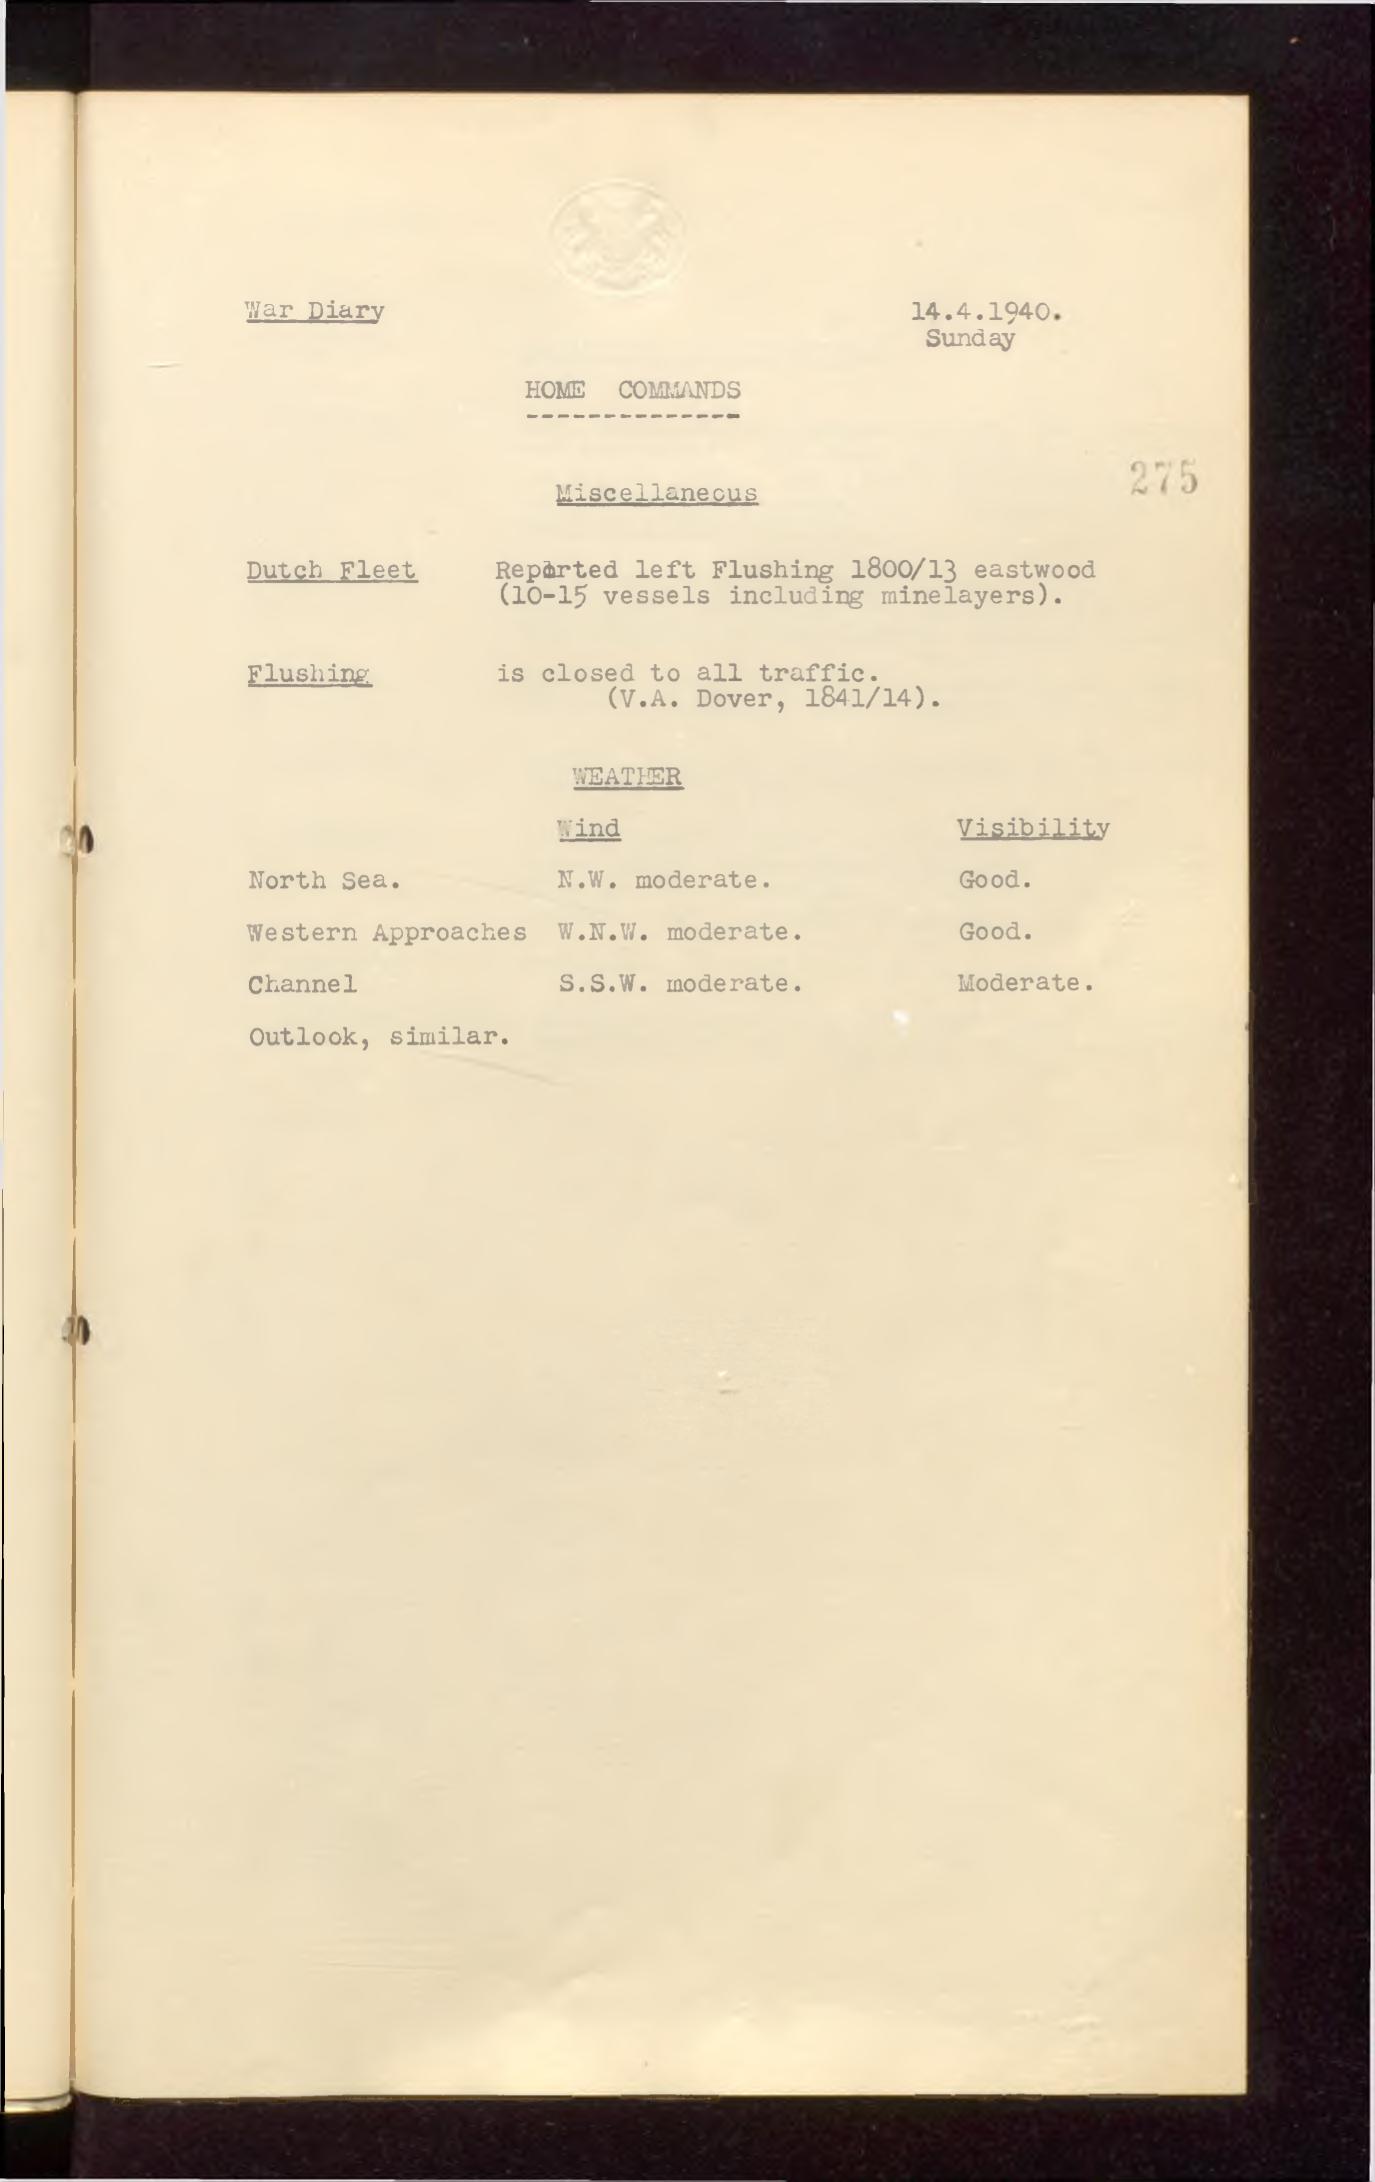 War Diary 14.4.1940.
Sunday
HOME COMMANDS
--------------
275
Miscellaneous
Dutch Fleet Reported left Flushing 1800/13 eastwood
(10-15 vessels including minelayers).
Flushing is closed to all traffic.
(V.A. Dover, 1841/14).
WEATHER
Wind Visibility
North Sea. N.W. moderate. Good.
Western Approaches W.N.W. moderate. Good.
Channel S.S.W. moderate. Moderate.
Outlook, similar.